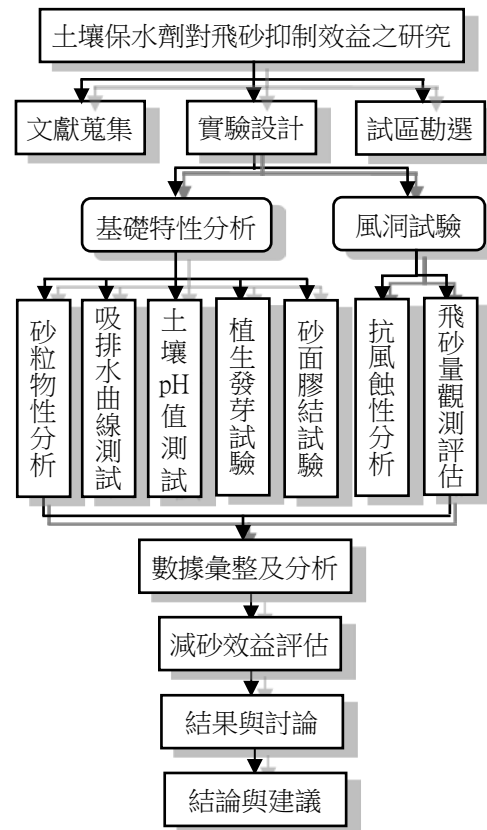 土壤保水劑對飛砂抑制效益之研究
文獻蒐集
實驗設計
試區勘選
基礎特性分析
風洞試驗
砂粒物性分析
吸排水曲線測試
土壤pH值測試
植生發芽試驗
砂面膠結試驗
抗風蝕性分析
飛砂量觀測評估
數據彙整及分析
減砂效益評估
結果與討論
結論與建議